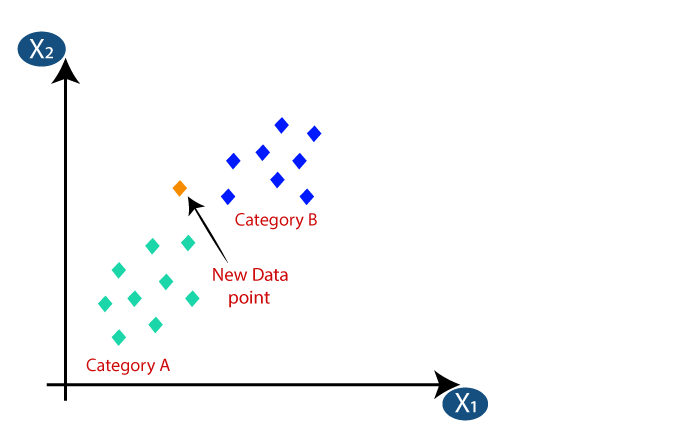 X2
Category B
New Data
point
Category A
X1